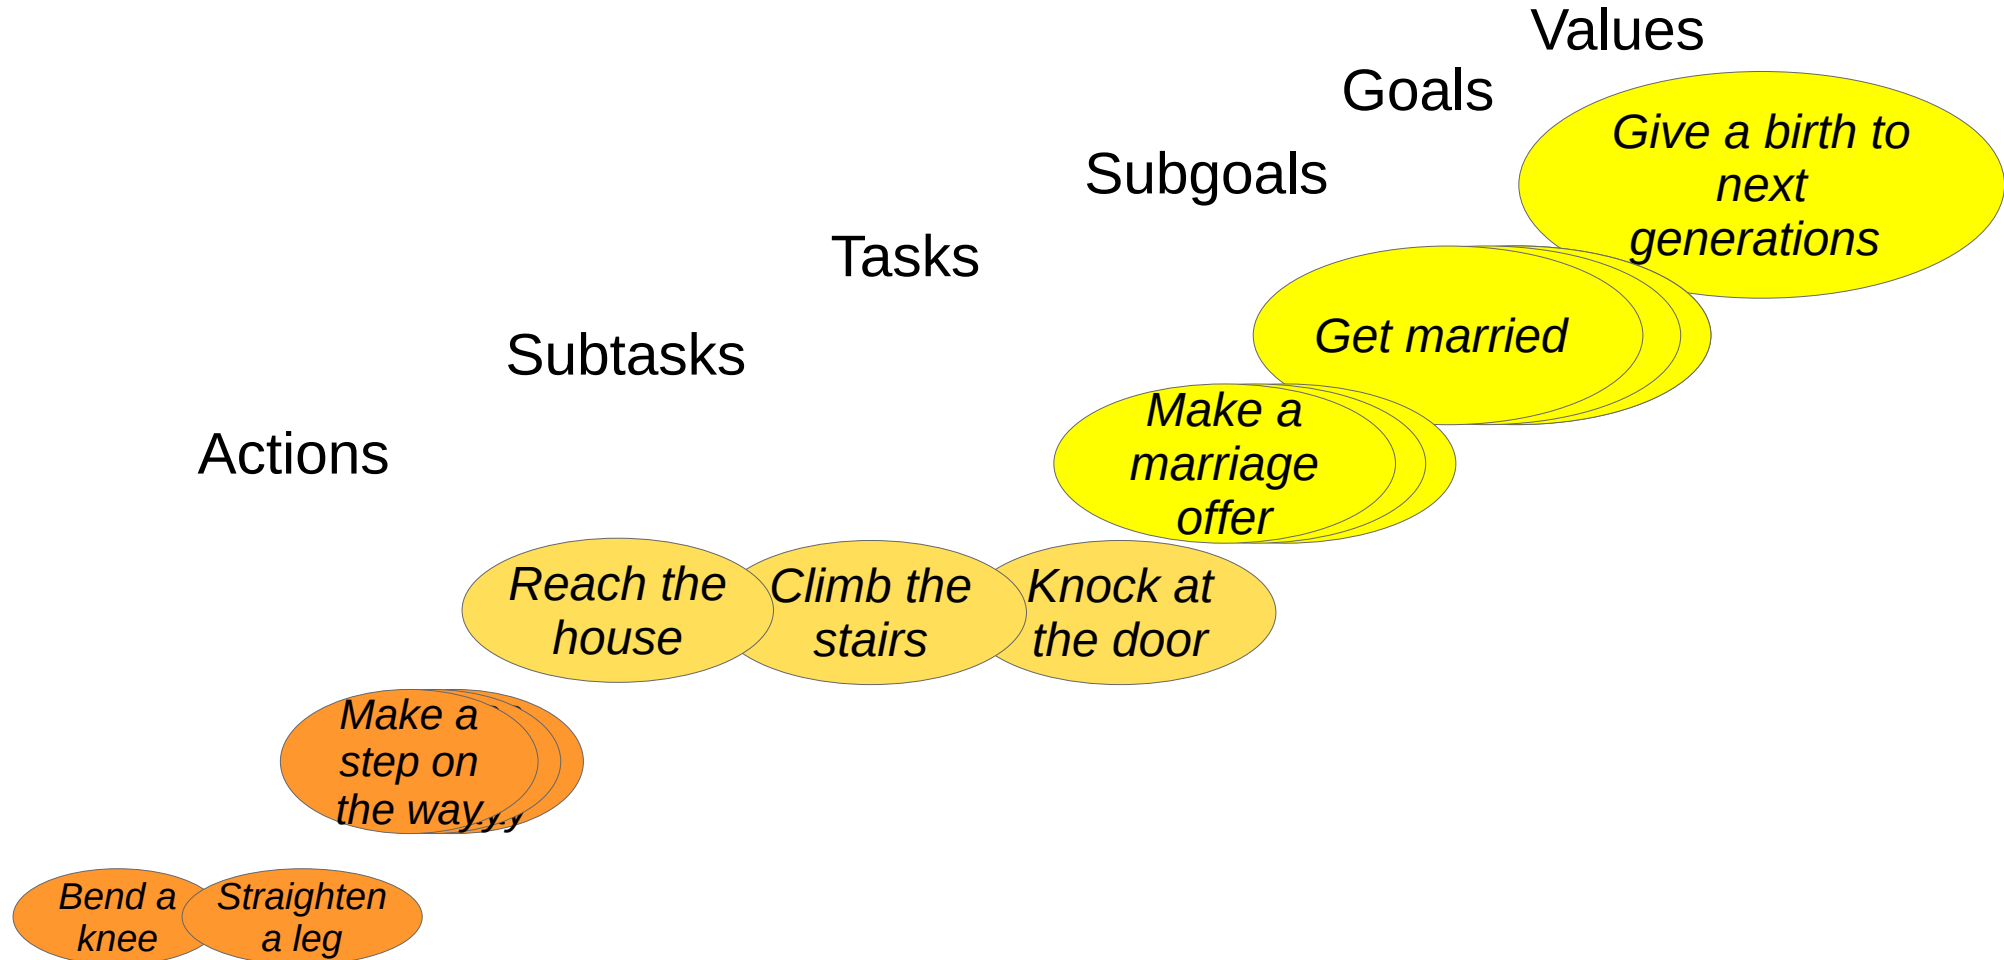 Values
Goals
Subgoals
Tasks
Subtasks
Actions
Give a birth to
next
generations
Get married
Make a
marriage
offer
Reach the
house
Climb the
stairs
Knock at
the door
Make a
step on
the way
Bend a
knee
Straighten
a leg